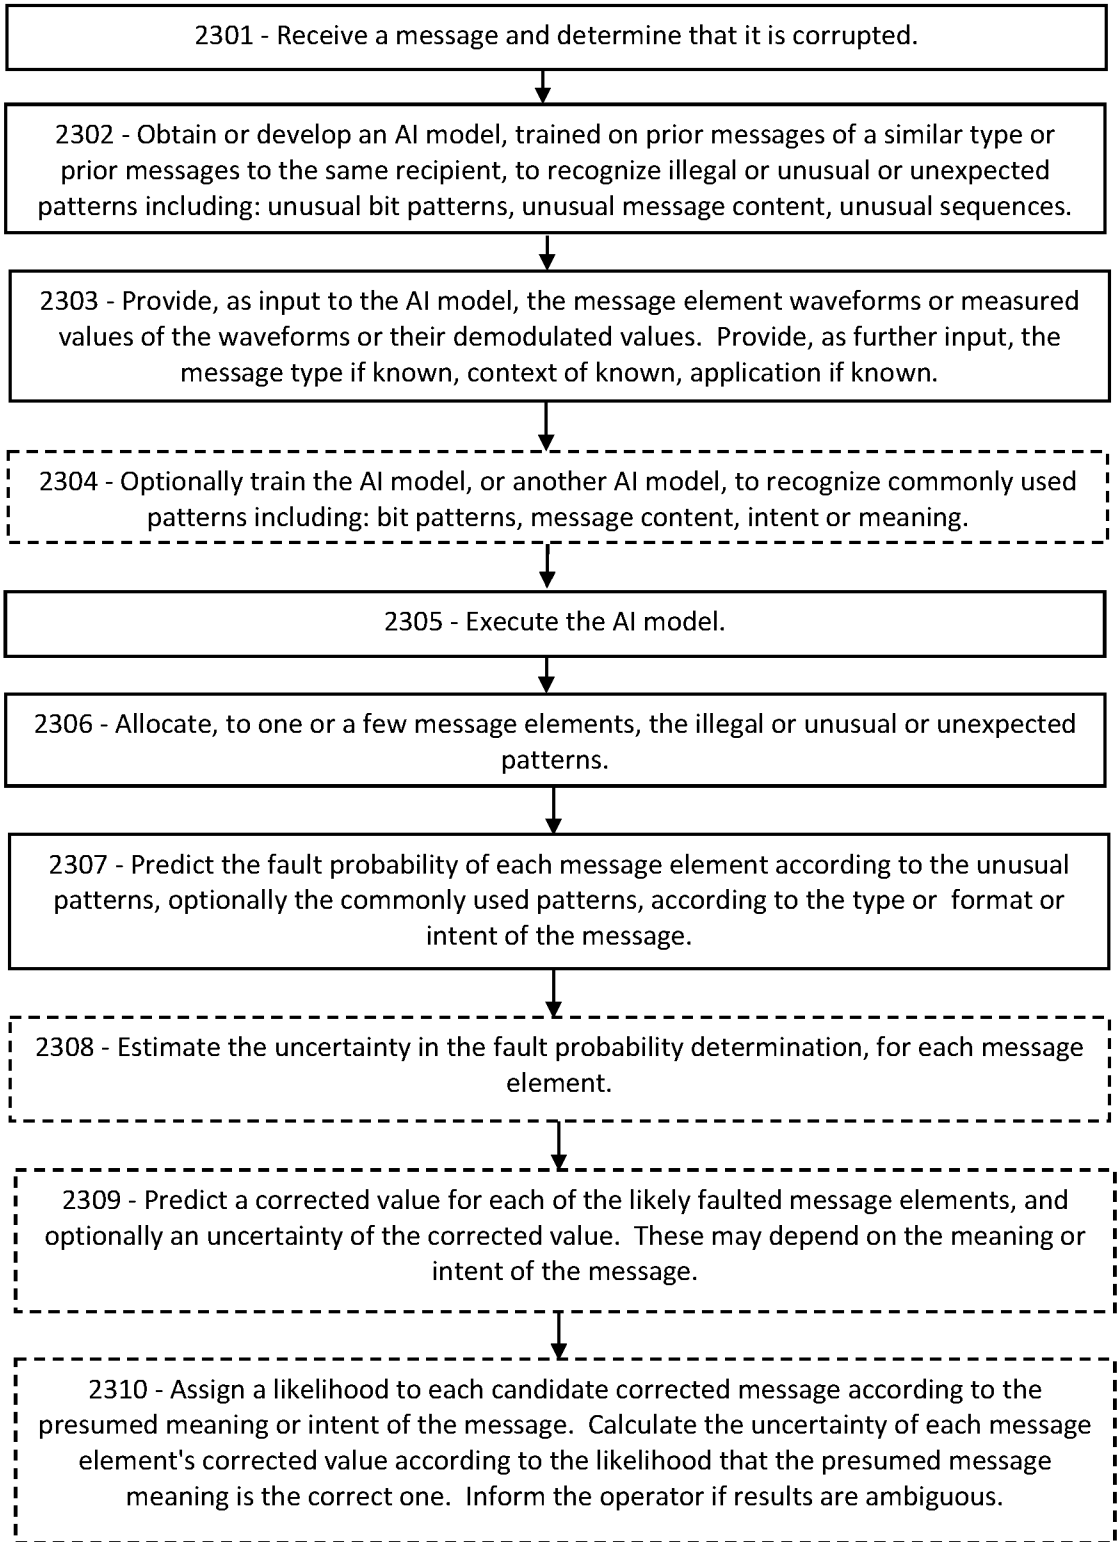 2301 - Receive a message and determine that it is corrupted.
2302 - Obtain or develop an AI model, trained on prior messages of a similar type or
prior messages to the same recipient, to recognize illegal or unusual or unexpected
patterns including: unusual bit patterns, unusual message content, unusual sequences.
2303 - Provide, as input to the AI model, the message element waveforms or measured
values of the waveforms or their demodulated values.  Provide, as further input, the
message type if known, context of known, application if known.
2304 - Optionally train the AI model, or another AI model, to recognize commonly used
patterns including: bit patterns, message content, intent or meaning.
2305 - Execute the AI model.
2306 - Allocate, to one or a few message elements, the illegal or unusual or unexpected
patterns.
2307 - Predict the fault probability of each message element according to the unusual
patterns, optionally the commonly used patterns, according to the type or  format or
intent of the message.
2308 - Estimate the uncertainty in the fault probability determination, for each message
element.
2309 - Predict a corrected value for each of the likely faulted message elements, and
optionally an uncertainty of the corrected value.  These may depend on the meaning or
intent of the message.
2310 - Assign a likelihood to each candidate corrected message according to the
presumed meaning or intent of the message.  Calculate the uncertainty of each message
element's corrected value according to the likelihood that the presumed message
meaning is the correct one.  Inform the operator if results are ambiguous.